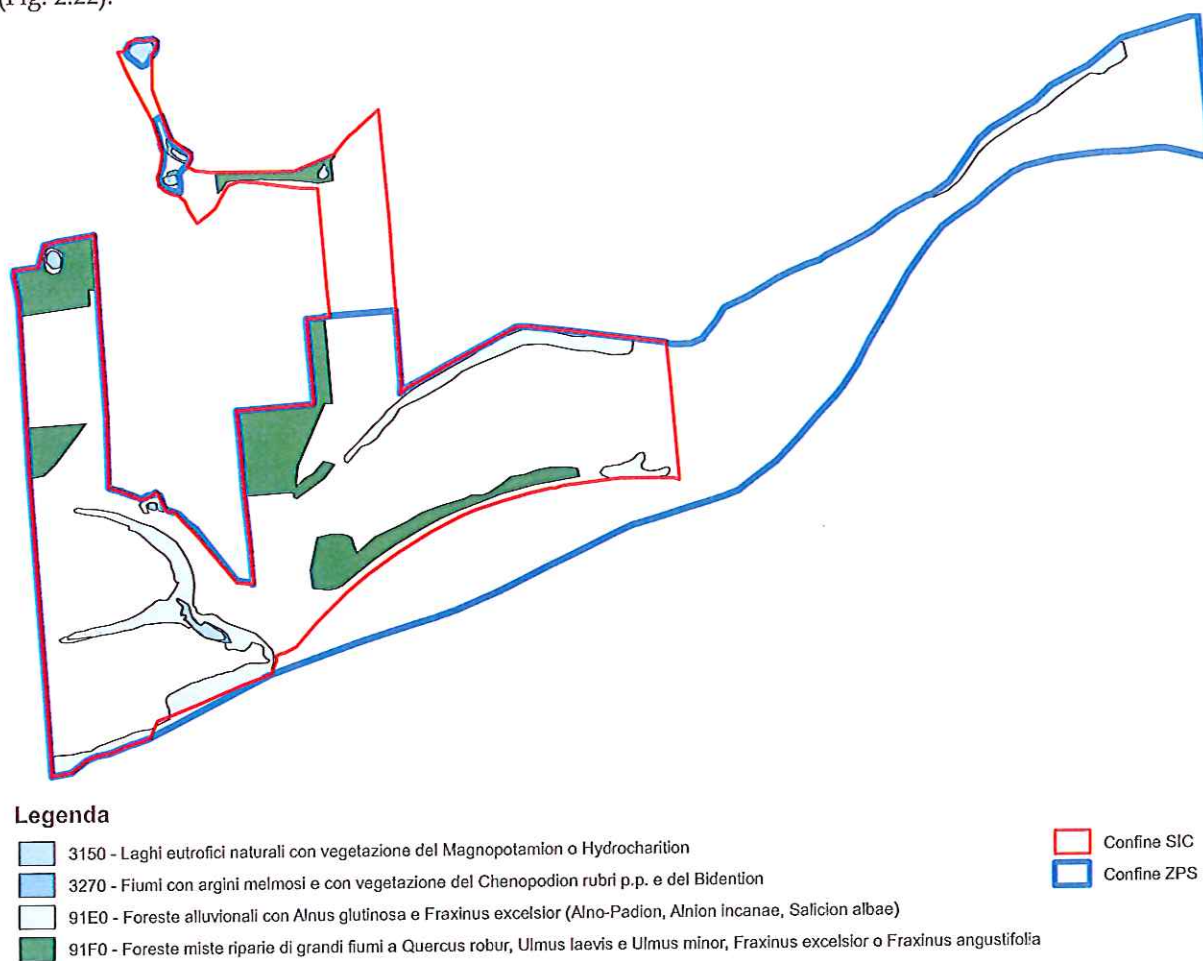 (Fig. 2.22).
Legenda
3150 - Laghi eutrofici naturali con vegetazione del Magnopotamion o Hydrocharition
3270 - Fiumi con argini melmosi e con vegetazione del Chenopodion rubri p.p. e del Bidention
91E0 - Foreste alluvionali con Alnus glutinosa e Fraxinus excelsior (Alno-Padion, Alnion incanae, Salicion albae)
91F0 - Foreste miste riparie di grandi fiumi a Quercus robur, Ulmus laevis e Ulmus minor, Fraxinus excelsior o Fraxinus angustifolia
Confine SIC
Confine ZPS